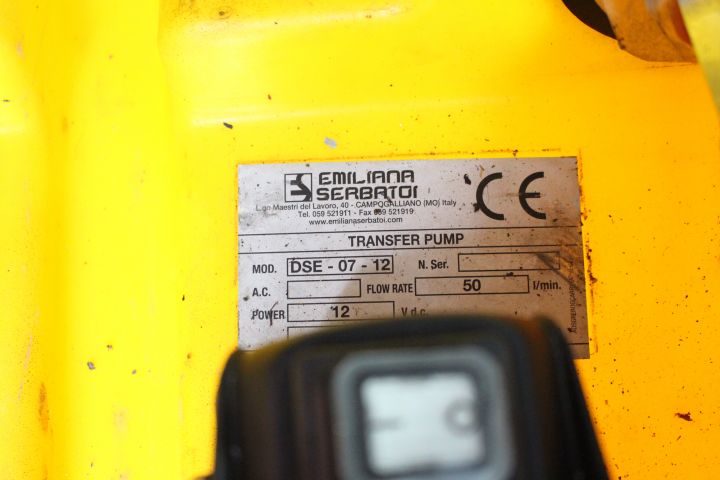 EMILIANA
SERBATOI
L.go Maestri del Lavoro, 40 - CAMPOGALLIANO (MO) Italy
Tel. 059 521911 - Fax 059 521919
www.emilianaserbatoi.com
CE
TRANSFER PUMP
MOD. DSE - 07 - 12 N. Ser.
A.C. FLOW RATE 50 l/min.
POWER 12 V d.c.